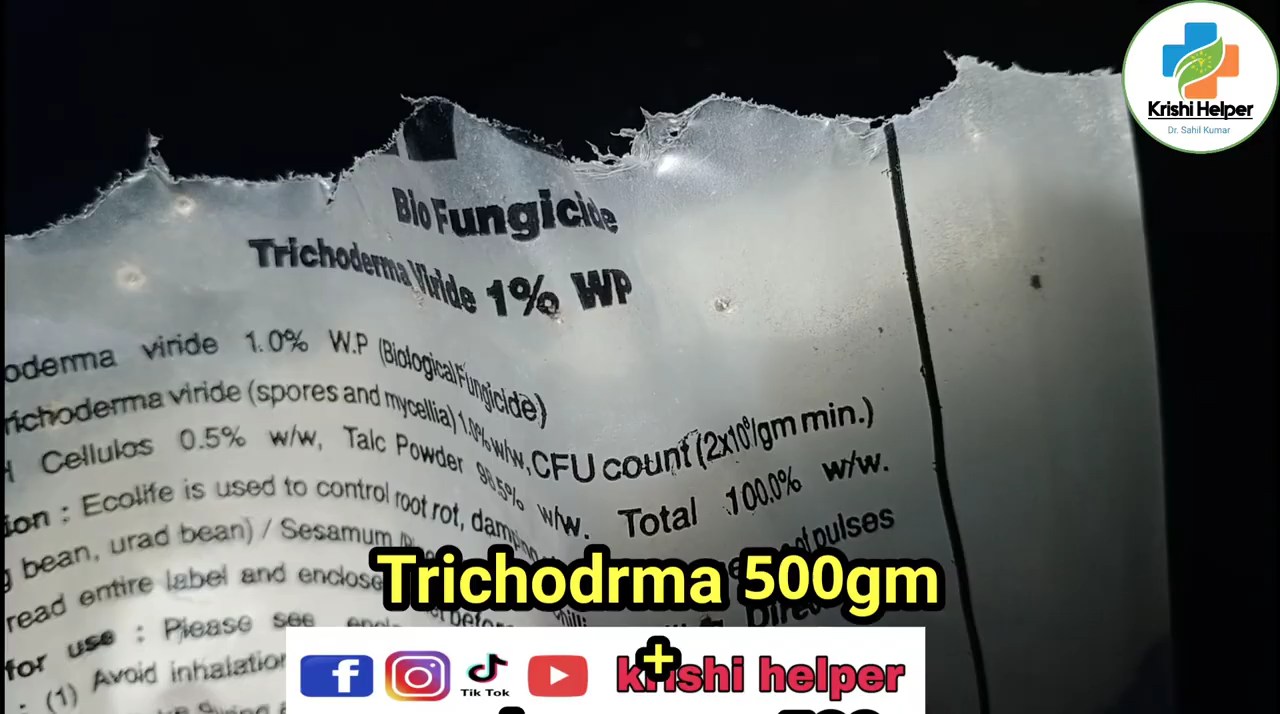 Krishi Helper
Dr. Sahil Kumar
Bio Fungicide
Trichoderma Viride 1% WP
oderma viride 1.0% W.P (Biological Fungicide)
richoderma viride (spores and mycellia) 1.0% w/w, CFU count (2x10⁶/gm min.)
Cellulos 0.5% w/w, Talc Powder 98.5% w/w. Total 100.0% w/w.
ion : Ecolife is used to control root rot, damping
bean, urad bean) / Sesamum pulses
read entire label and enclose
Trichodrma 500gm
for use : Please see
+
(1) Avoid inhalation
Tik Tok
krishi helper